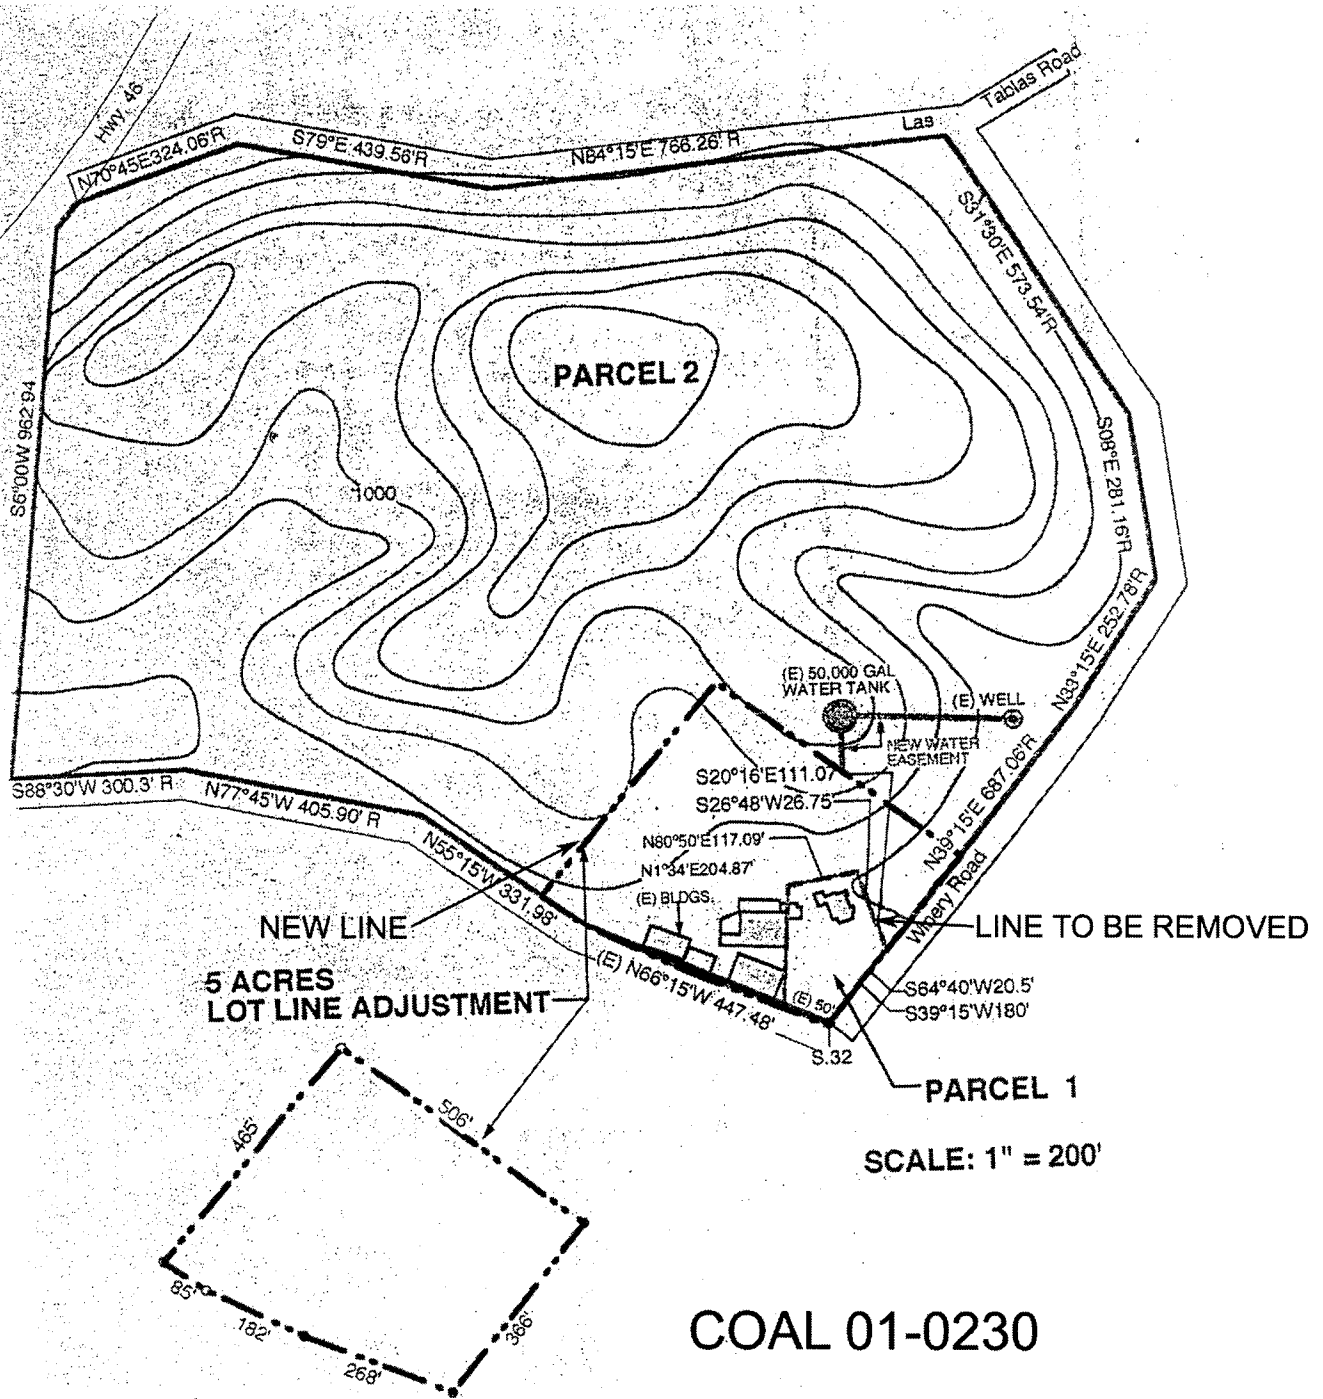 Hwy. 46
Tablas Road
Las
N70°45E324.06'R
S79°E 439.56'R
N84°15'E 766.26' R
S31°30'E 573.54'R
PARCEL 2
S6°00W 962.94
1000
S08°E 281.16'R
N33°15'E 252.78'R
(E) 50,000 GAL
WATER TANK
(E) WELL
NEW WATER
EASEMENT
S20°16'E111.07'
S26°48'W26.75
N39°15'E 687.06'R
S88°30'W 300.3' R
N77°45'W 405.90' R
N55°15'W 331.98'
N80°50'E117.09'
N1°34'E204.87'
(E) BLDGS.
Winery Road
NEW LINE
LINE TO BE REMOVED
(E) N66°15'W 447.48'
(E) 50'
5 ACRES
LOT LINE ADJUSTMENT
S64°40'W20.5'
S39°15'W180'
S.32
PARCEL 1
SCALE: 1" = 200'
465'
506'
85'
182'
268'
366'
COAL 01-0230